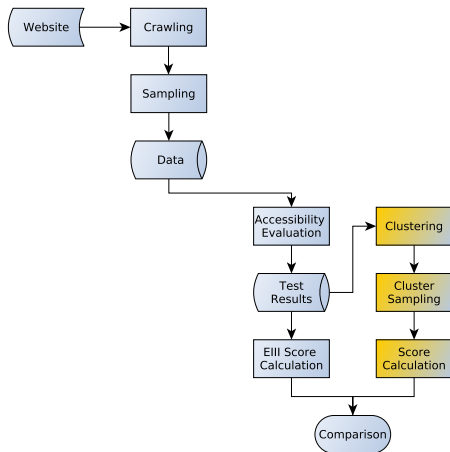 Website
Crawling
Sampling
Data
Accessibility
Evaluation
Clustering
Test
Results
Cluster
Sampling
EIII Score
Calculation
Score
Calculation
Comparison